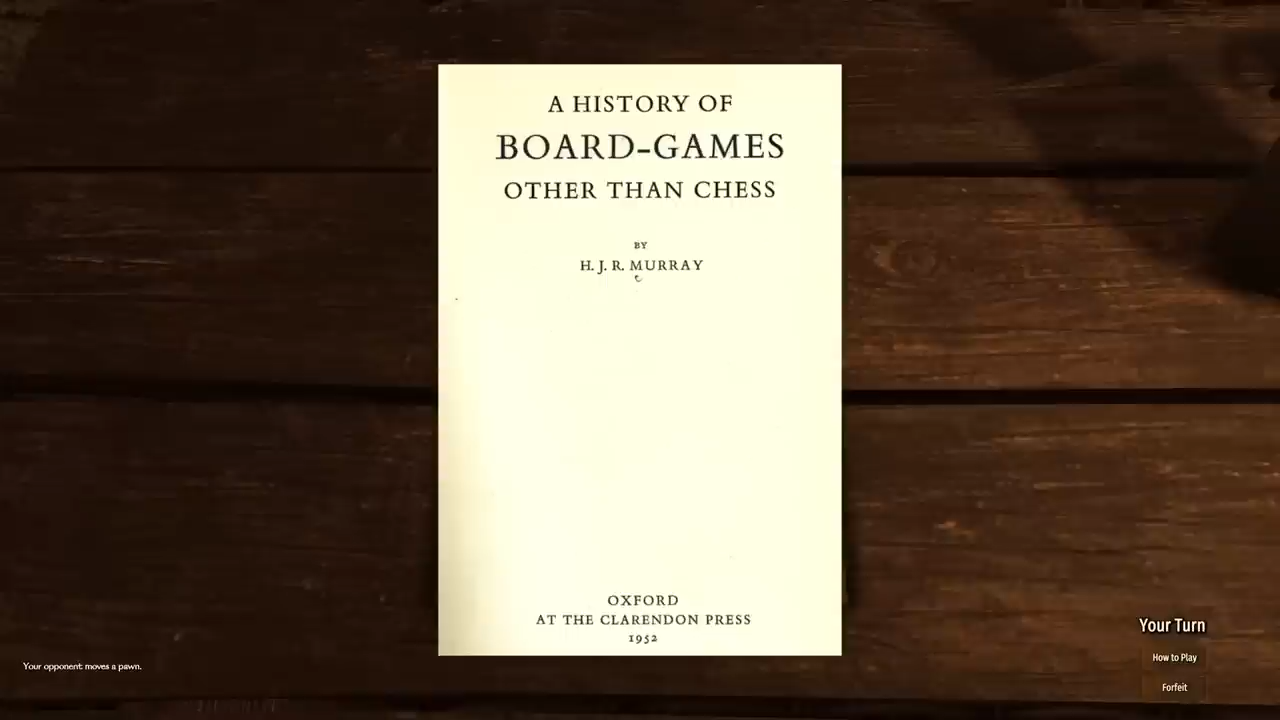 A HISTORY OF
BOARD-GAMES
OTHER THAN CHESS
BY
H. J. R. MURRAY
OXFORD
AT THE CLARENDON PRESS
1952
Your Turn
How to Play
Forfeit
Your opponent moves a pawn.